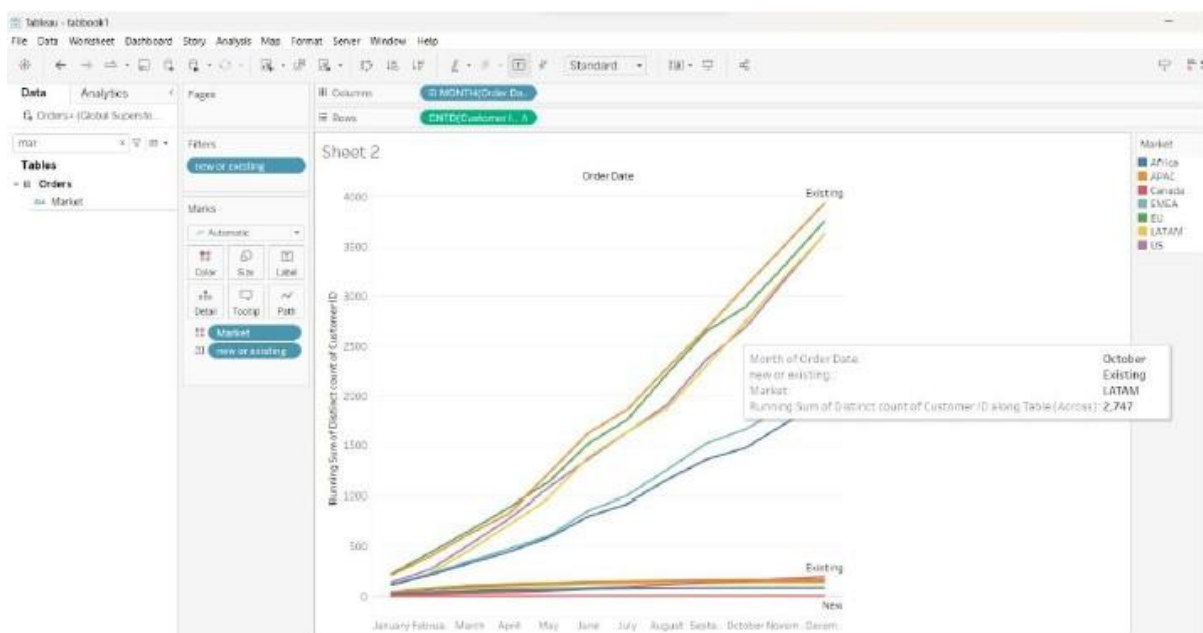 Tableau - tabbook1
File Data Worksheet Dashboard Story Analysis Map Format Server Window Help
Standard
Data Analytics
Orders+ (Global Supersto...
mar
Tables
Orders
Market
Pages
Filters
new or existing
Marks
Automatic
Color Size Label
Detail Tooltip Path
Market
new or existing
Columns MONTH(Order Da..
Rows CNTD(Customer I..
Sheet 2
Order Date
Running Sum of Distinct count of Customer ID
4000
3500
3000
2500
2000
1500
1000
500
0
Existing
Existing
New
January Februa.. March April May June July August Septe.. October Novem.. Decem..
Month of Order Date: October
new or existing: Existing
Market: LATAM
Running Sum of Distinct count of Customer ID along Table (Across): 2,747
Market
Africa
APAC
Canada
EMEA
EU
LATAM
US